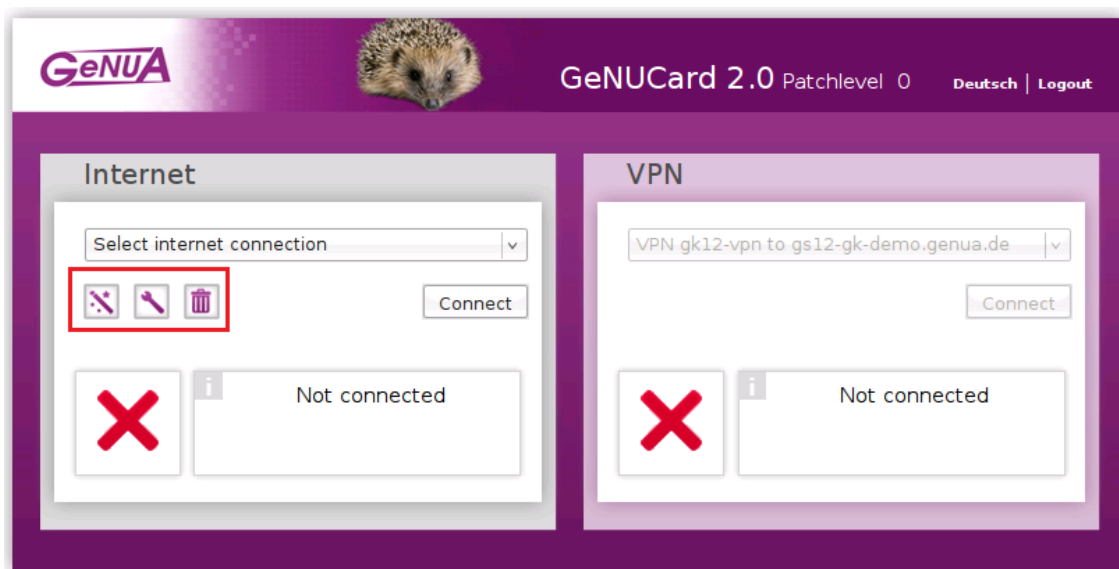 GeNUA
GeNUCard 2.0 Patchlevel 0
Deutsch | Logout
Internet
Select internet connection
Connect
i
Not connected
VPN
VPN gk12-vpn to gs12-gk-demo.genua.de
Connect
i
Not connected